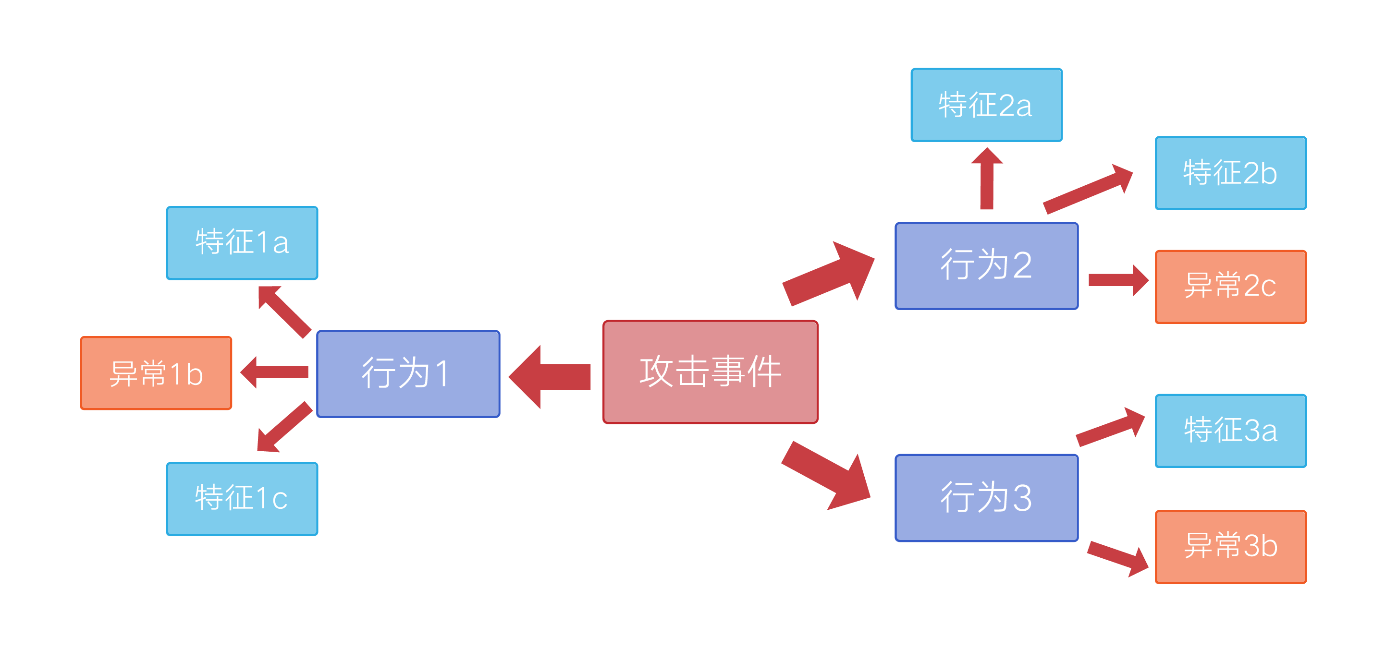 特征2a
特征2b
特征1a
行为2
异常2c
异常1b
行为1
攻击事件
特征3a
特征1c
行为3
异常3b